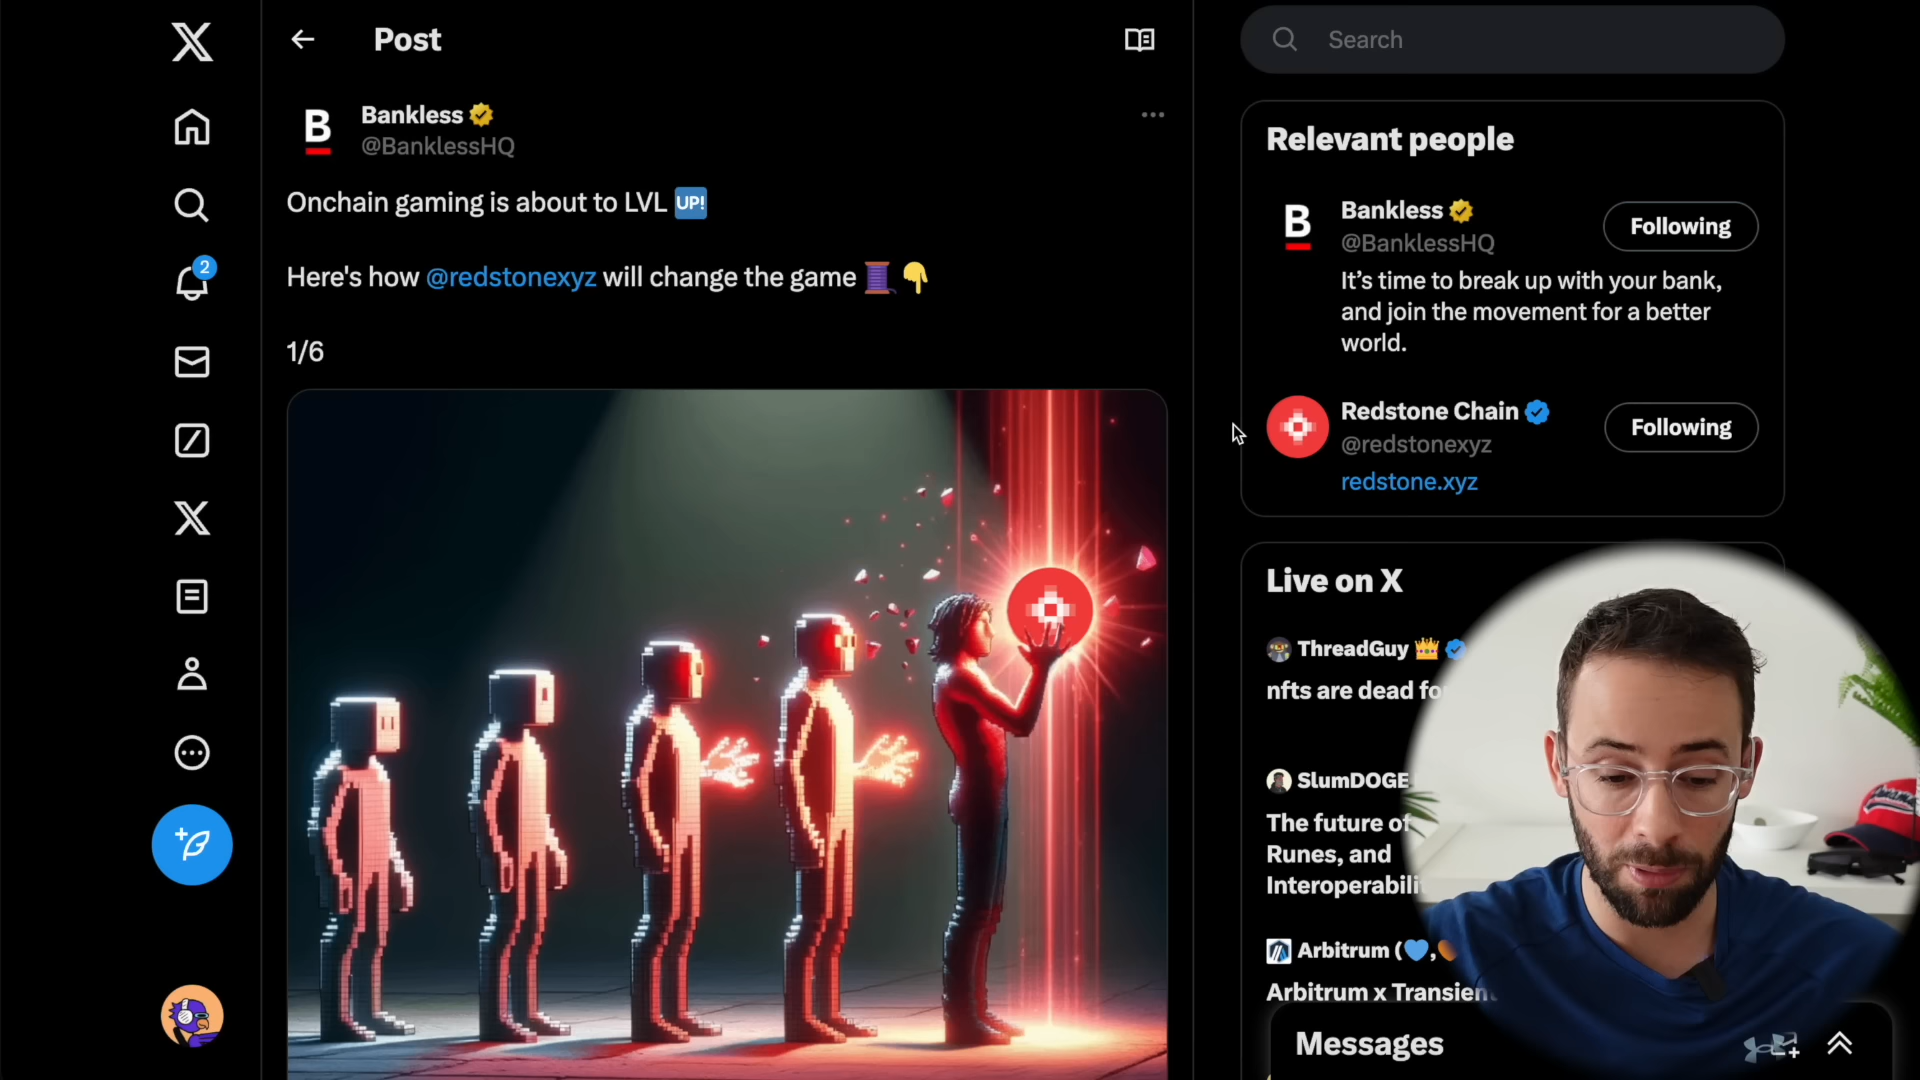 Post
Search
B
Bankless
@BanklessHQ
Onchain gaming is about to LVL UP!
Here's how @redstonexyz will change the game
1/6
2
Relevant people
B
Bankless
@BanklessHQ
Following
It’s time to break up with your bank,
and join the movement for a better
world.
Redstone Chain
@redstonexyz
Following
redstone.xyz
Live on X
ThreadGuy
nfts are dead fo
SlumDOGE
The future of
Runes, and
Interoperabili
Arbitrum (💙,🧡
Arbitrum x Transien
Messages